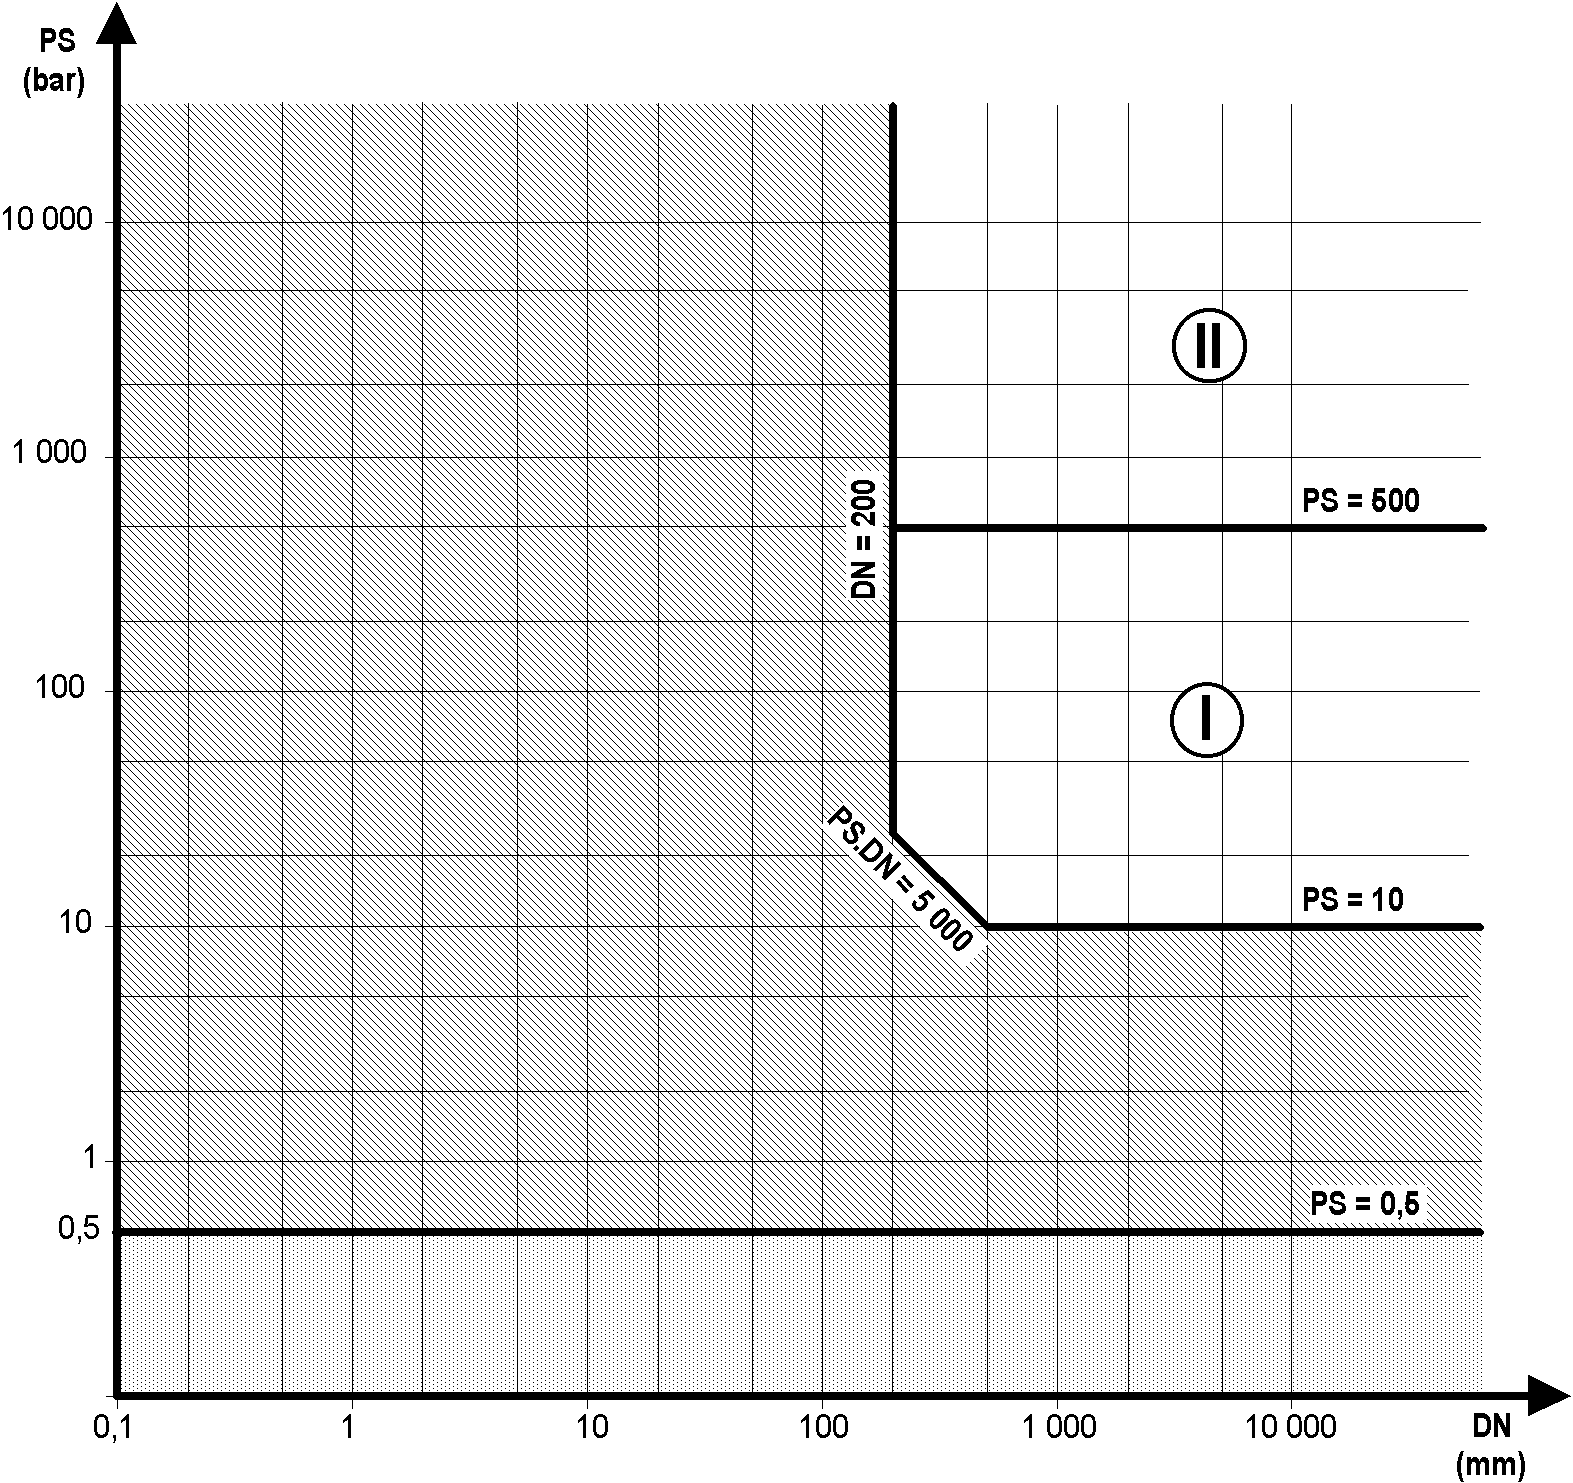 PS
(bar)
10 000
II
1 000
PS = 500
DN = 200
100
I
PS.DN = 5 000
PS = 10
10
1
PS = 0,5
0,5
0,1 1 10 100 1 000 10 000 DN
(mm)